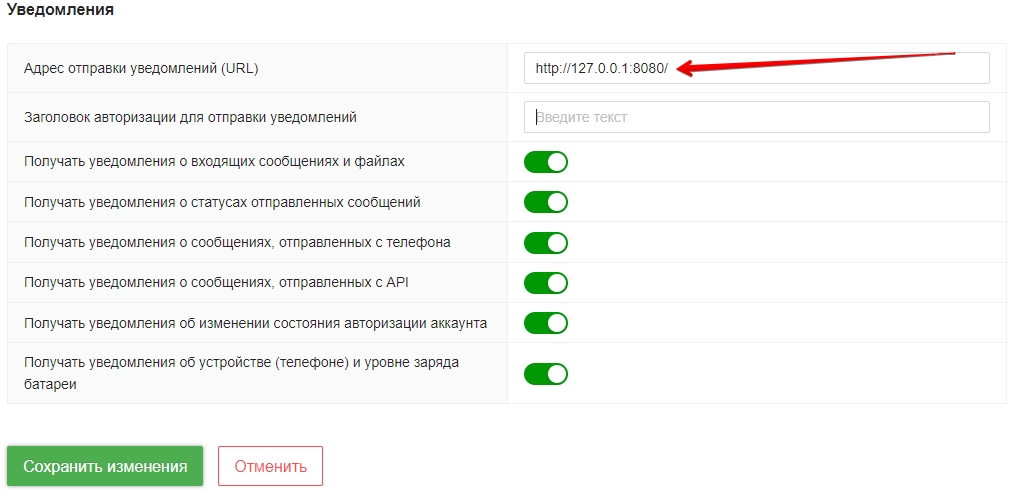 Уведомления
Адрес отправки уведомлений (URL)
http://127.0.0.1:8080/
Заголовок авторизации для отправки уведомлений
Введите текст
Получать уведомления о входящих сообщениях и файлах
Получать уведомления о статусах отправленных сообщений
Получать уведомления о сообщениях, отправленных с телефона
Получать уведомления о сообщениях, отправленных с API
Получать уведомления об изменении состояния авторизации аккаунта
Получать уведомления об устройстве (телефоне) и уровне заряда
батареи
Сохранить изменения
Отменить